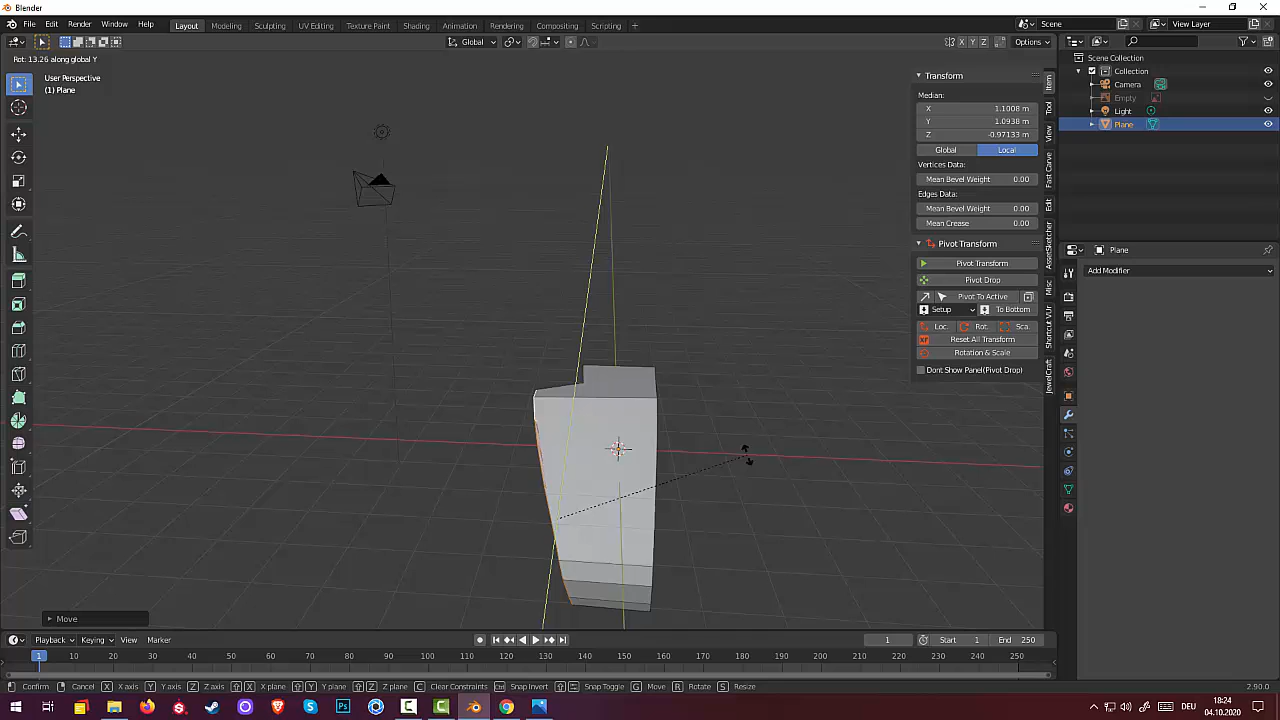 Blender
File Edit Render Window Help Layout Modeling Sculpting UV Editing Texture Paint Shading Animation Rendering Compositing Scripting + Scene View Layer
Global Options
Rot: 13.26 along global Y
User Perspective
(1) Plane
Transform
Median:
X 1.1008 m
Y 1.0938 m
Z -0.97133 m
Global Local
Vertices Data:
Mean Bevel Weight 0.00
Edges Data:
Mean Bevel Weight 0.00
Mean Crease 0.00
Pivot Transform
Pivot Transform
Pivot Drop
Pivot To Active
Setup To Bottom
Loc. Rot. Sca.
Reset All Transform
Rotation & Scale
Dont Show Panel(Pivot Drop)
Item
Tool
View
Fast Carve
Edit
AssetSketcher
Misc
Shortcut VUr
JewelCraft
Scene Collection
Collection
Camera
Empty
Light
Plane
Plane
Add Modifier
Move
Playback Keying View Marker 1 Start 1 End 250
1 10 20 30 40 50 60 70 80 90 100 110 120 130 140 150 160 170 180 190 200 210 220 230 240 250
Confirm Cancel X X axis Y Y axis Z Z axis X X plane Y Y plane Z Z plane C Clear Constraints Snap Invert Snap Toggle G Move R Rotate S Resize 2.90.0
DEU 18:24
04.10.2020